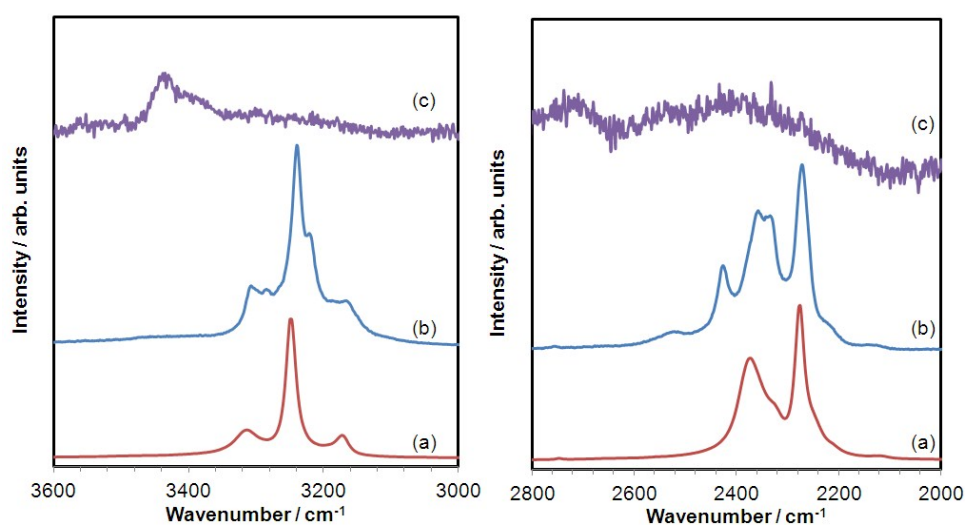 Intensity / arb. units
(c)
(b)
(a)
3600 3400 3200 3000
Wavenumber / cm-1
Intensity / arb. units
(c)
(b)
(a)
2800 2600 2400 2200 2000
Wavenumber / cm-1